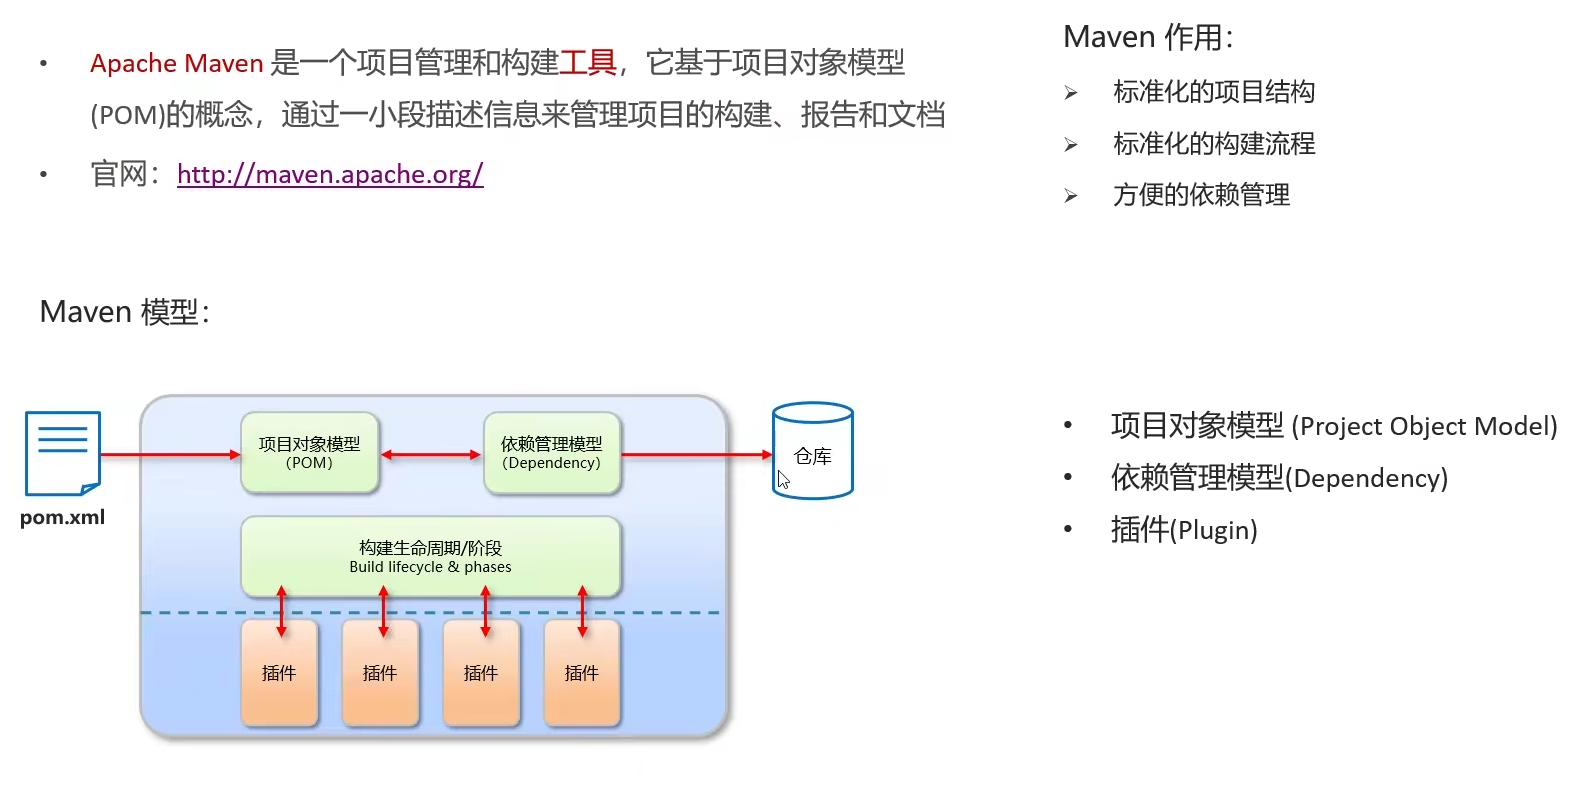 Apache Maven 是一个项目管理和构建工具，它基于项目对象模型
(POM)的概念，通过一小段描述信息来管理项目的构建、报告和文档
官网：http://maven.apache.org/
Maven 作用：
标准化的项目结构
标准化的构建流程
方便的依赖管理
Maven 模型：
pom.xml
项目对象模型
（POM）
依赖管理模型
（Dependency）
仓库
构建生命周期/阶段
Build lifecycle & phases
插件
插件
插件
插件
项目对象模型 (Project Object Model)
依赖管理模型(Dependency)
插件(Plugin)